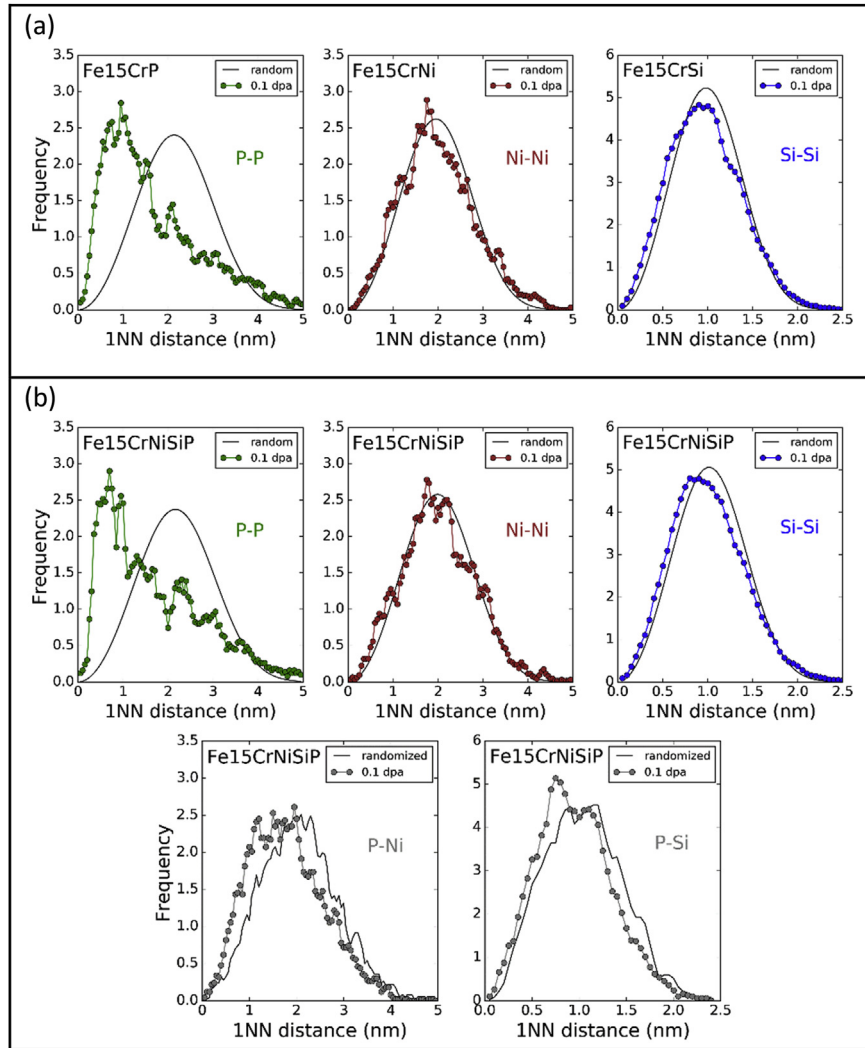 (a)
Fe15CrP
random
0.1 dpa
P-P
Frequency
3.5
3.0
2.5
2.0
1.5
1.0
0.5
0.0
0 1 2 3 4 5
1NN distance (nm)
Fe15CrNi
random
0.1 dpa
Ni-Ni
3.5
3.0
2.5
2.0
1.5
1.0
0.5
0.0
0 1 2 3 4 5
1NN distance (nm)
Fe15CrSi
random
0.1 dpa
Si-Si
6
5
4
3
2
1
0
0.0 0.5 1.0 1.5 2.0 2.5
1NN distance (nm)
(b)
Fe15CrNiSiP
random
0.1 dpa
P-P
Frequency
3.5
3.0
2.5
2.0
1.5
1.0
0.5
0.0
0 1 2 3 4 5
1NN distance (nm)
Fe15CrNiSiP
random
0.1 dpa
Ni-Ni
3.5
3.0
2.5
2.0
1.5
1.0
0.5
0.0
0 1 2 3 4 5
1NN distance (nm)
Fe15CrNiSiP
random
0.1 dpa
Si-Si
6
5
4
3
2
1
0
0.0 0.5 1.0 1.5 2.0 2.5
1NN distance (nm)
Fe15CrNiSiP
randomized
0.1 dpa
P-Ni
Frequency
3.5
3.0
2.5
2.0
1.5
1.0
0.5
0.0
0 1 2 3 4 5
1NN distance (nm)
Fe15CrNiSiP
randomized
0.1 dpa
P-Si
6
5
4
3
2
1
0
0.0 0.5 1.0 1.5 2.0 2.5
1NN distance (nm)